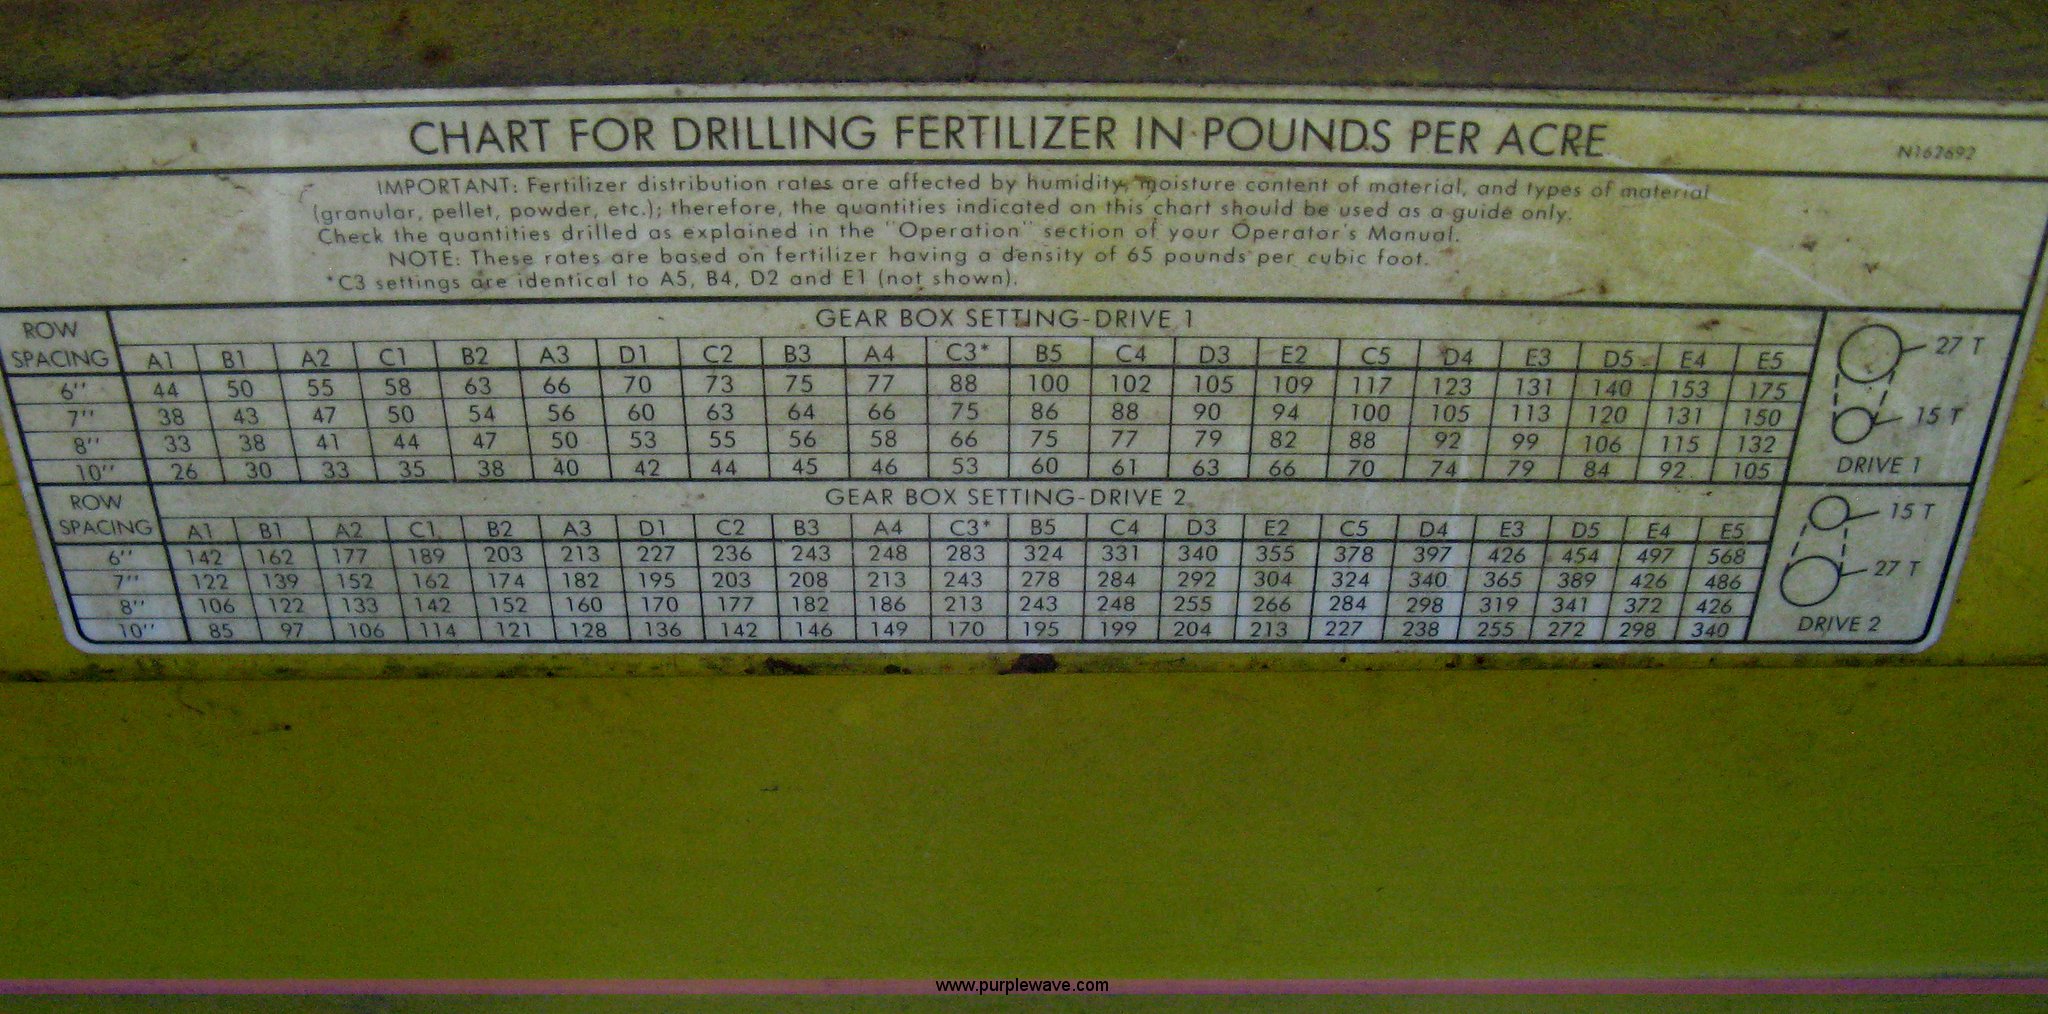 CHART FOR DRILLING FERTILIZER IN POUNDS PER ACRE
N162692
IMPORTANT: Fertilizer distribution rates are affected by humidity, moisture content of material, and types of material
(granular, pellet, powder, etc.); therefore, the quantities indicated on this chart should be used as a guide only.
Check the quantities drilled as explained in the "Operation" section of your Operator's Manual.
NOTE: These rates are based on fertilizer having a density of 65 pounds per cubic foot.
*C3 settings are identical to A5, B4, D2 and E1 (not shown).
GEAR BOX SETTING-DRIVE 1
ROW SPACING A1 B1 A2 C1 B2 A3 D1 C2 B3 A4 C3* B5 C4 D3 E2 C5 D4 E3 D5 E4 E5
6" 44 50 55 58 63 66 70 73 75 77 88 100 102 105 109 117 123 131 140 153 175
7" 38 43 47 50 54 56 60 63 64 66 75 86 88 90 94 100 105 113 120 131 150
8" 33 38 41 44 47 50 53 55 56 58 66 75 77 79 82 88 92 99 106 115 132
10" 26 30 33 35 38 40 42 44 45 46 53 60 61 63 66 70 74 79 84 92 105
27 T
15 T
DRIVE 1
GEAR BOX SETTING-DRIVE 2
ROW SPACING A1 B1 A2 C1 B2 A3 D1 C2 B3 A4 C3* B5 C4 D3 E2 C5 D4 E3 D5 E4 E5
6" 142 162 177 189 203 213 227 236 243 248 283 324 331 340 355 378 397 426 454 497 568
7" 122 139 152 162 174 182 195 203 208 213 243 278 284 292 304 324 340 365 389 426 486
8" 106 122 133 142 152 160 170 177 182 186 213 243 248 255 266 284 298 319 341 372 426
10" 85 97 106 114 121 128 136 142 146 149 170 195 199 204 213 227 238 255 272 298 340
15 T
27 T
DRIVE 2
www.purplewave.com